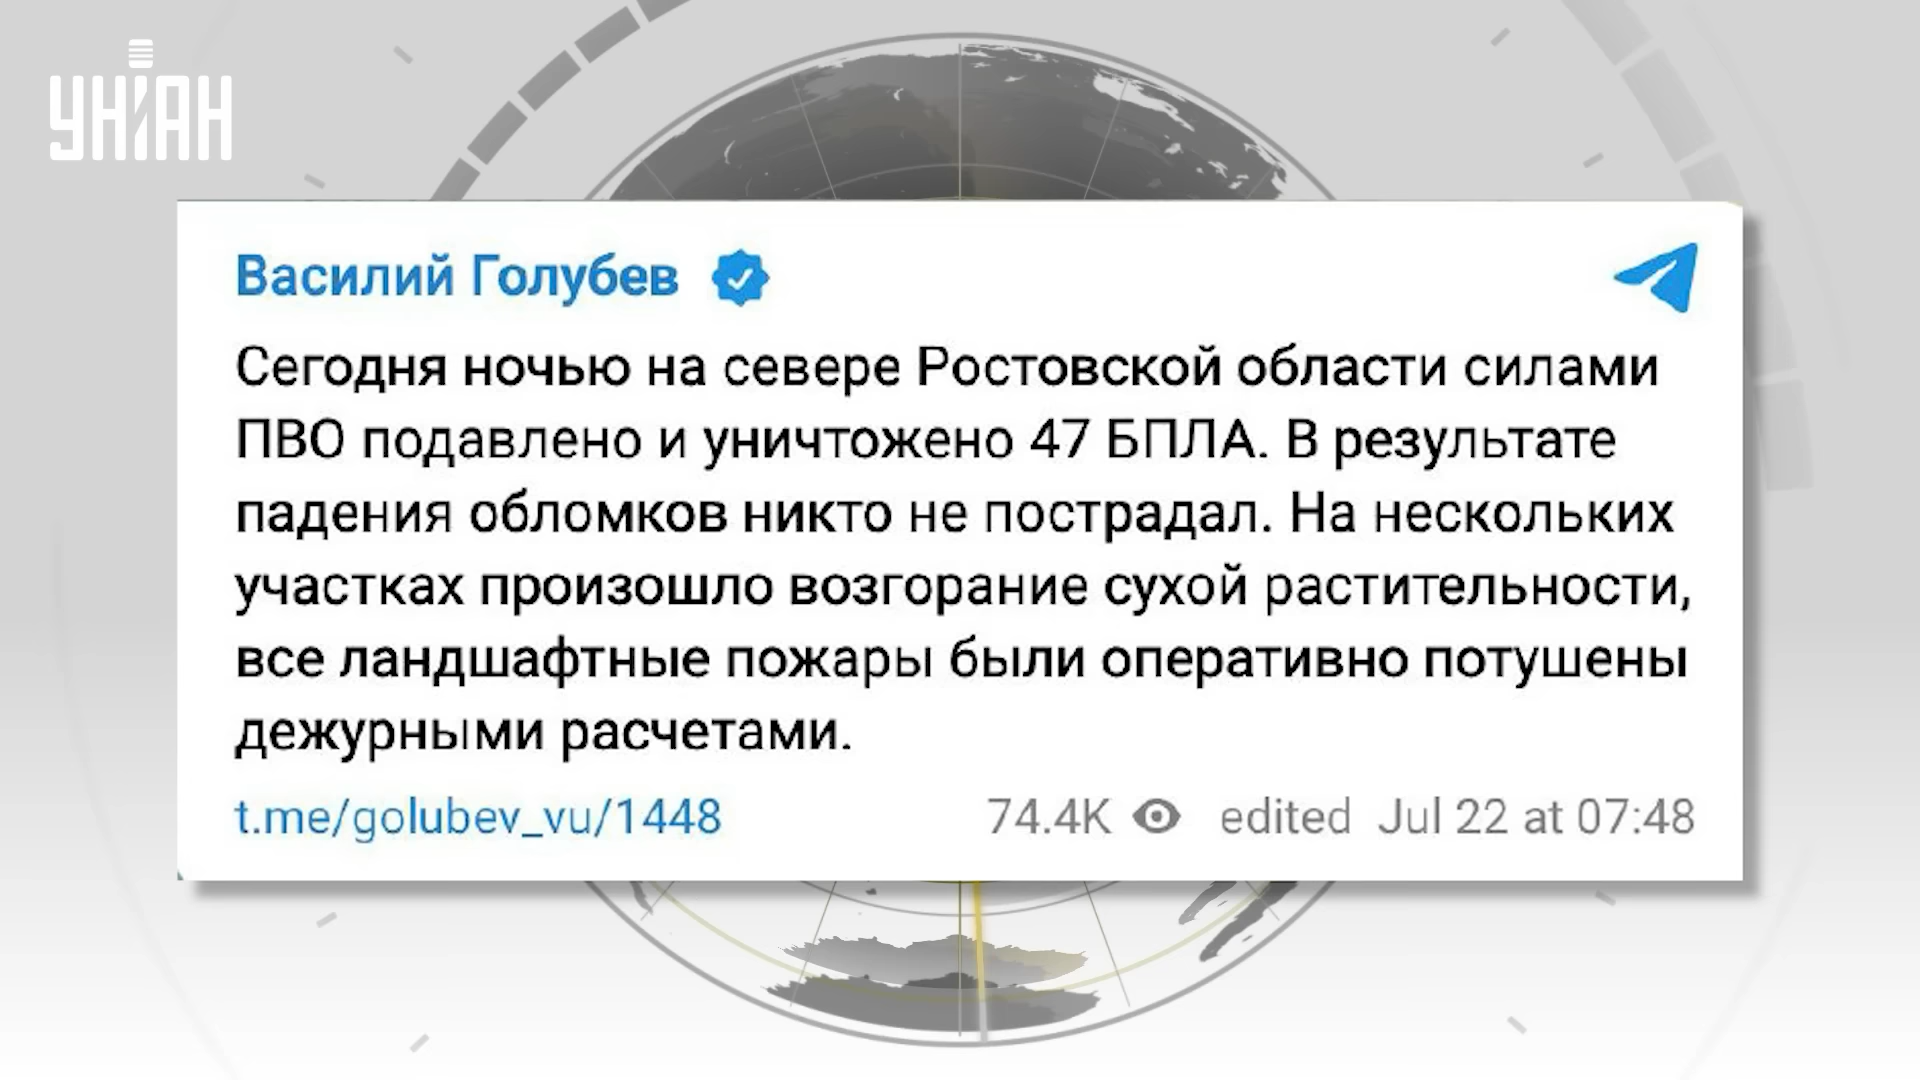 УНІАН
Василий Голубев
Сегодня ночью на севере Ростовской области силами
ПВО подавлено и уничтожено 47 БПЛА. В результате
падения обломков никто не пострадал. На нескольких
участках произошло возгорание сухой растительности,
все ландшафтные пожары были оперативно потушены
дежурными расчетами.
t.me/golubev_vu/1448 74.4K edited Jul 22 at 07:48